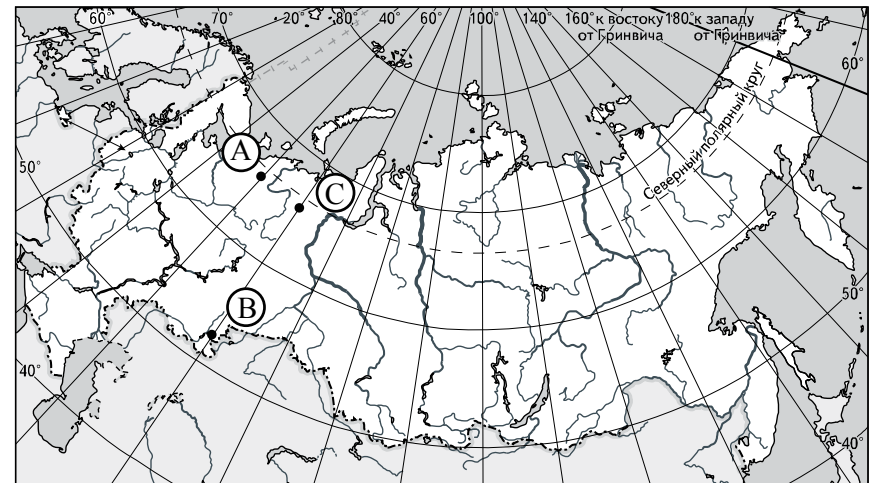 60° 70° 20° 80° 40° 60° 100° 140° 160° к востоку 180° к западу
от Гринвича от Гринвича
60°
Северный полярный круг
A
50°
C
50°
B
40°
40°